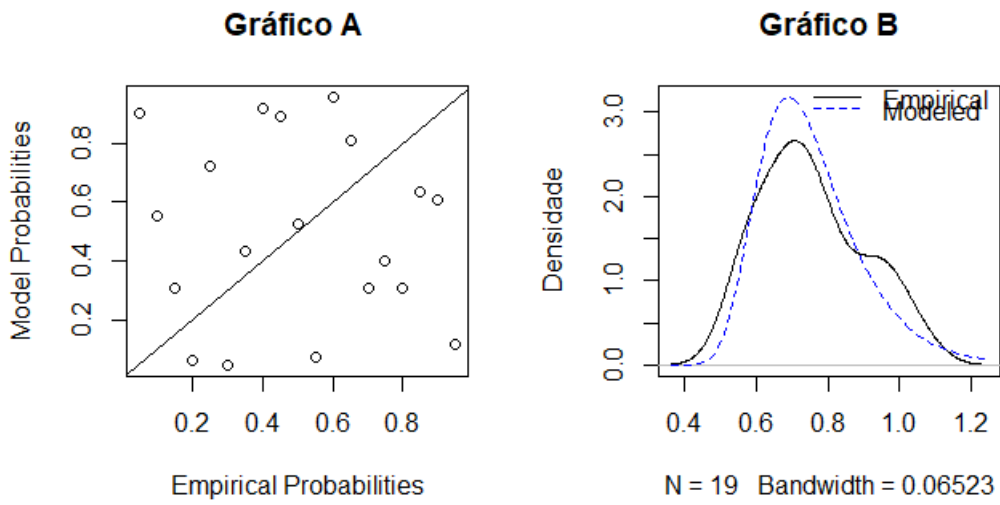 Gráfico A
Model Probabilities
0.2 0.4 0.6 0.8
0.2 0.4 0.6 0.8
Empirical Probabilities
Gráfico B
Densidade
0.0 1.0 2.0 3.0
Empirical
Modeled
0.4 0.6 0.8 1.0 1.2
N = 19 Bandwidth = 0.06523